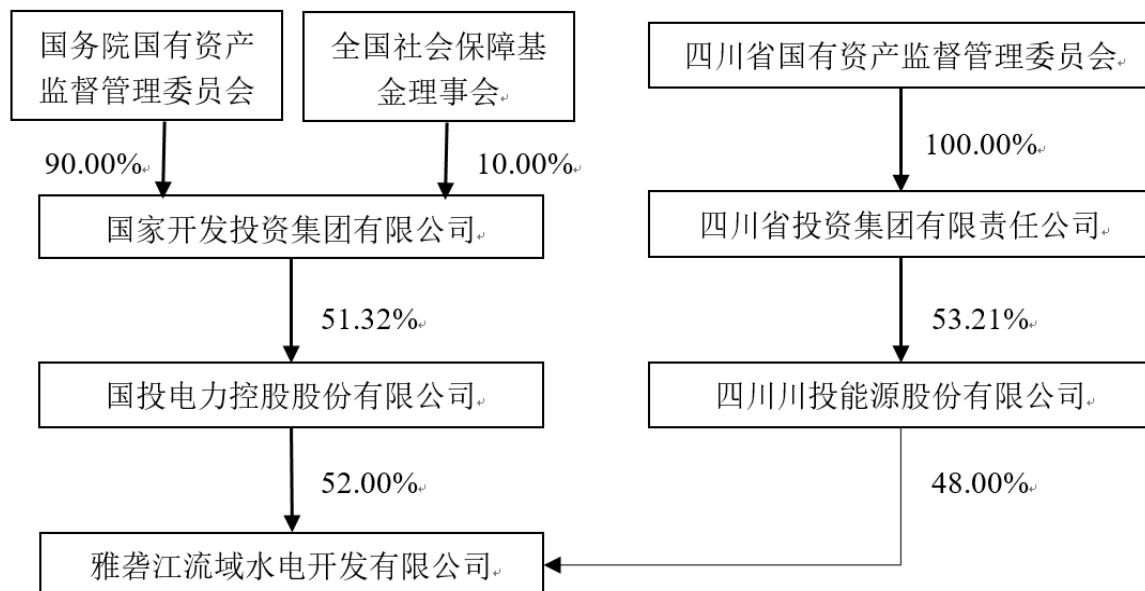 国务院国有资产
监督管理委员会
全国社会保障基
金理事会
四川省国有资产监督管理委员会
90.00%
10.00%
100.00%
国家开发投资集团有限公司
四川省投资集团有限责任公司
51.32%
53.21%
国投电力控股股份有限公司
四川川投能源股份有限公司
52.00%
48.00%
雅砻江流域水电开发有限公司